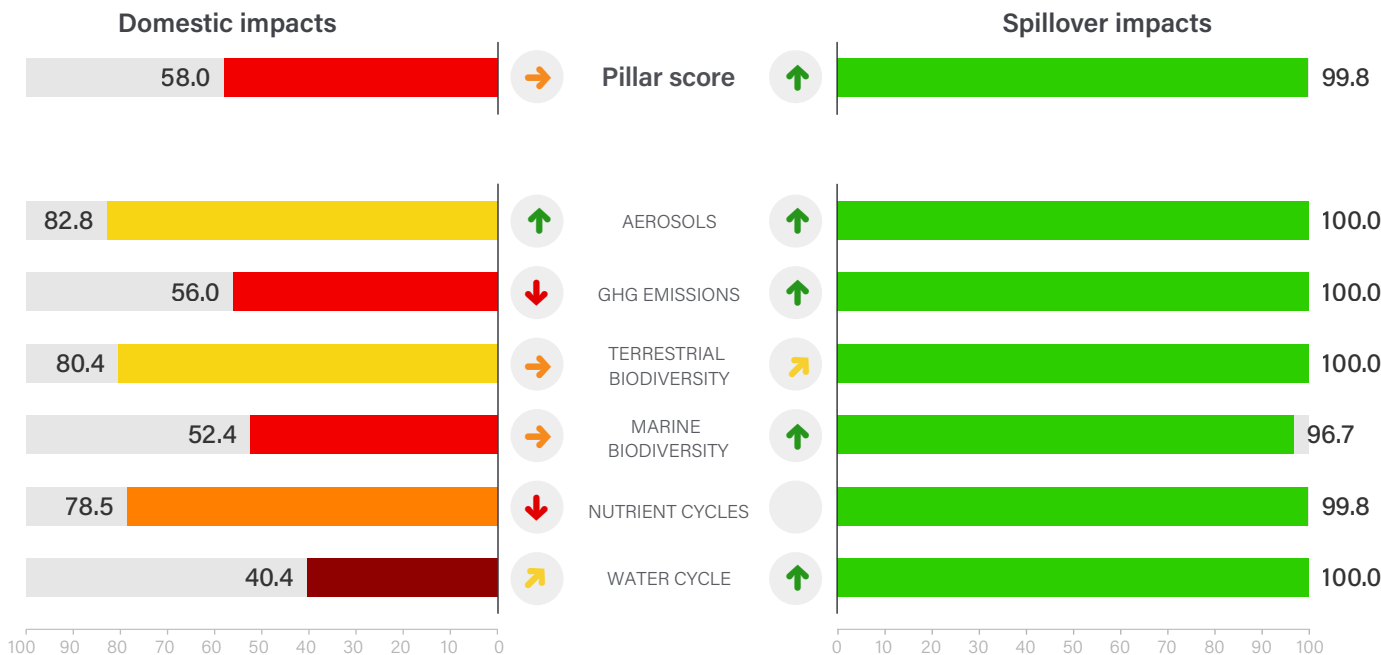 Domestic impacts
Spillover impacts
58.0
Pillar score
99.8
82.8
AEROSOLS
100.0
56.0
GHG EMISSIONS
100.0
80.4
TERRESTRIAL
BIODIVERSITY
100.0
52.4
MARINE
BIODIVERSITY
96.7
78.5
NUTRIENT CYCLES
99.8
40.4
WATER CYCLE
100.0
100 90 80 70 60 50 40 30 20 10 0
0 10 20 30 40 50 60 70 80 90 100